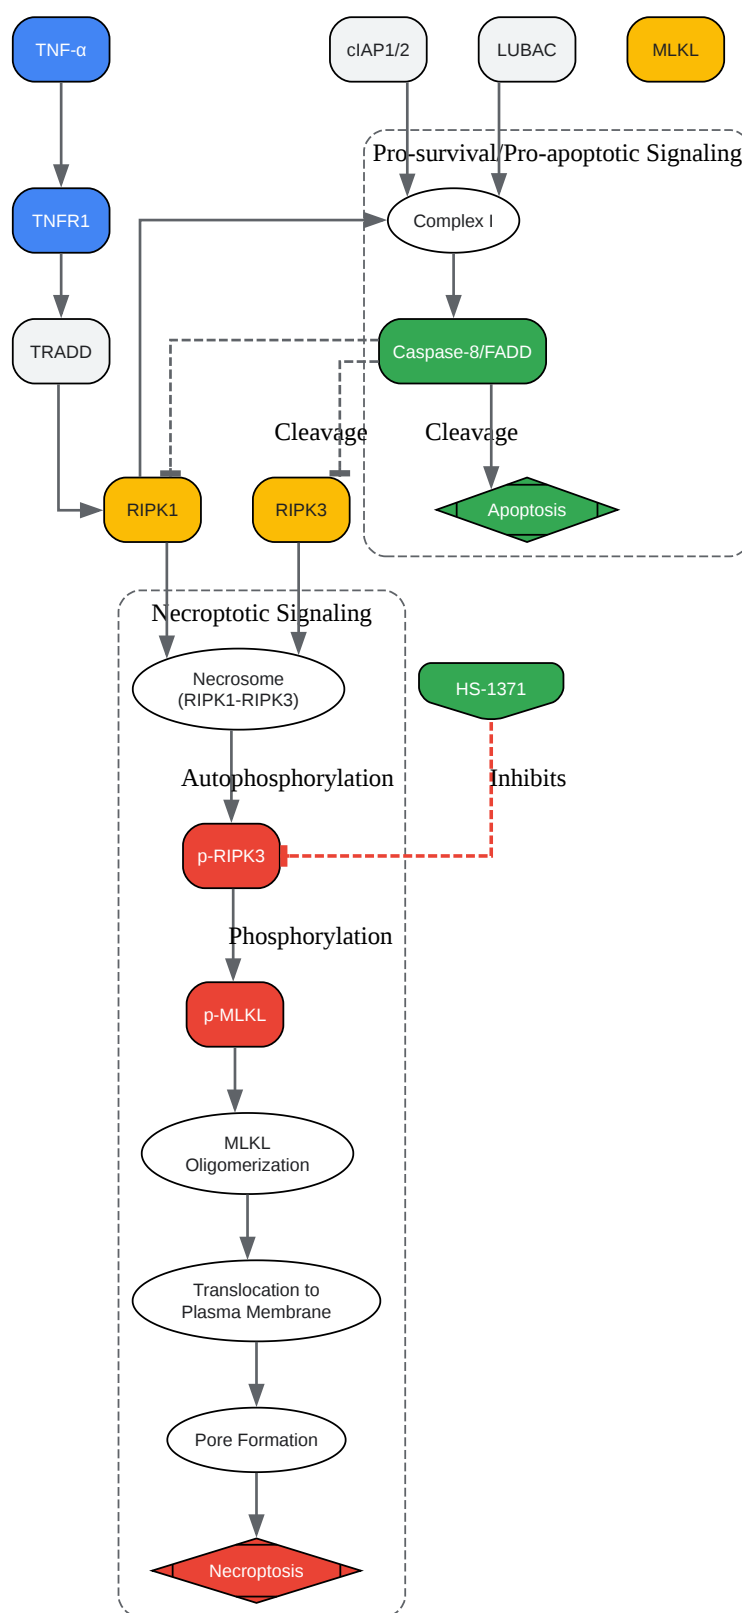 TNF-α
cIAP1/2
LUBAC
MLKL
Pro-survival/Pro-apoptotic Signaling
TNFR1
Complex I
TRADD
Caspase-8/FADD
Cleavage
Cleavage
RIPK1
RIPK3
Apoptosis
Necroptotic Signaling
Necrosome
(RIPK1-RIPK3)
HS-1371
Autophosphorylation
Inhibits
p-RIPK3
Phosphorylation
p-MLKL
MLKL
Oligomerization
Translocation to
Plasma Membrane
Pore Formation
Necroptosis